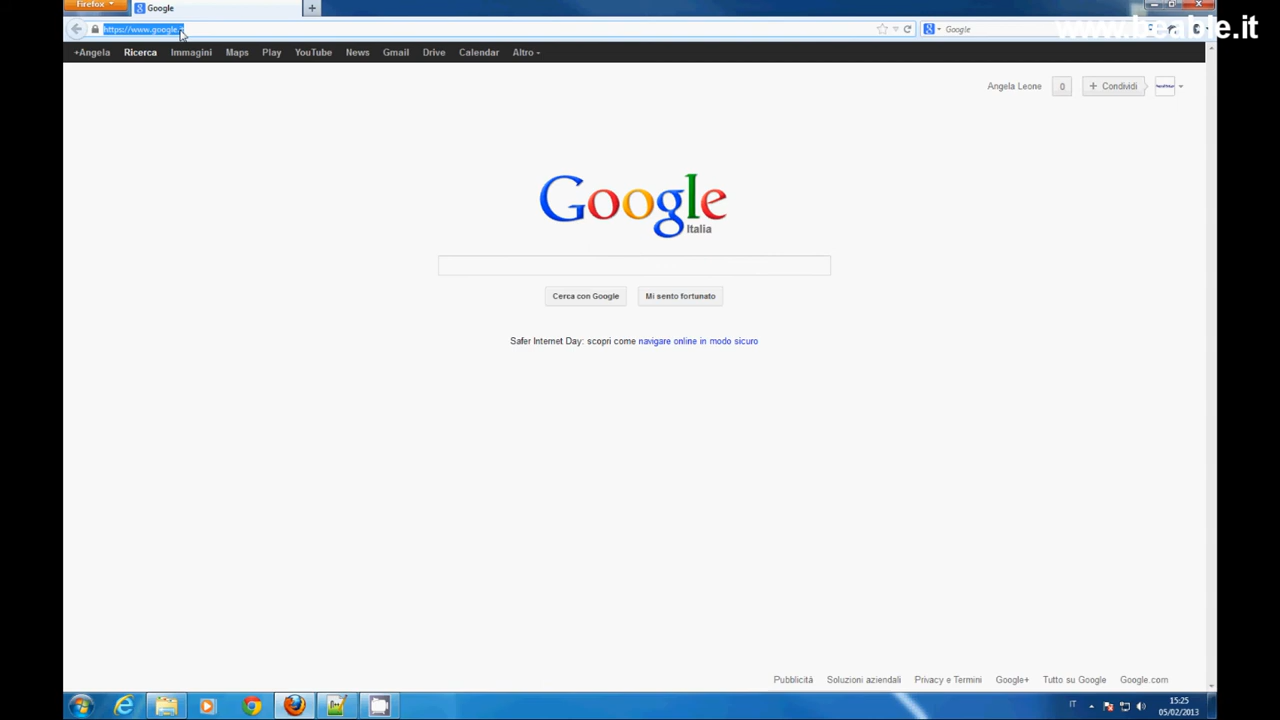 Firefox
Google
https://www.google.
Google
www.beable.it
+Angela Ricerca Immagini Maps Play YouTube News Gmail Drive Calendar Altro
Angela Leone 0 + Condividi
Google
Italia
Cerca con Google Mi sento fortunato
Safer Internet Day: scopri come navigare online in modo sicuro
Pubblicità Soluzioni aziendali Privacy e Termini Google+ Tutto su Google Google.com
IT 15:25
05/02/2013